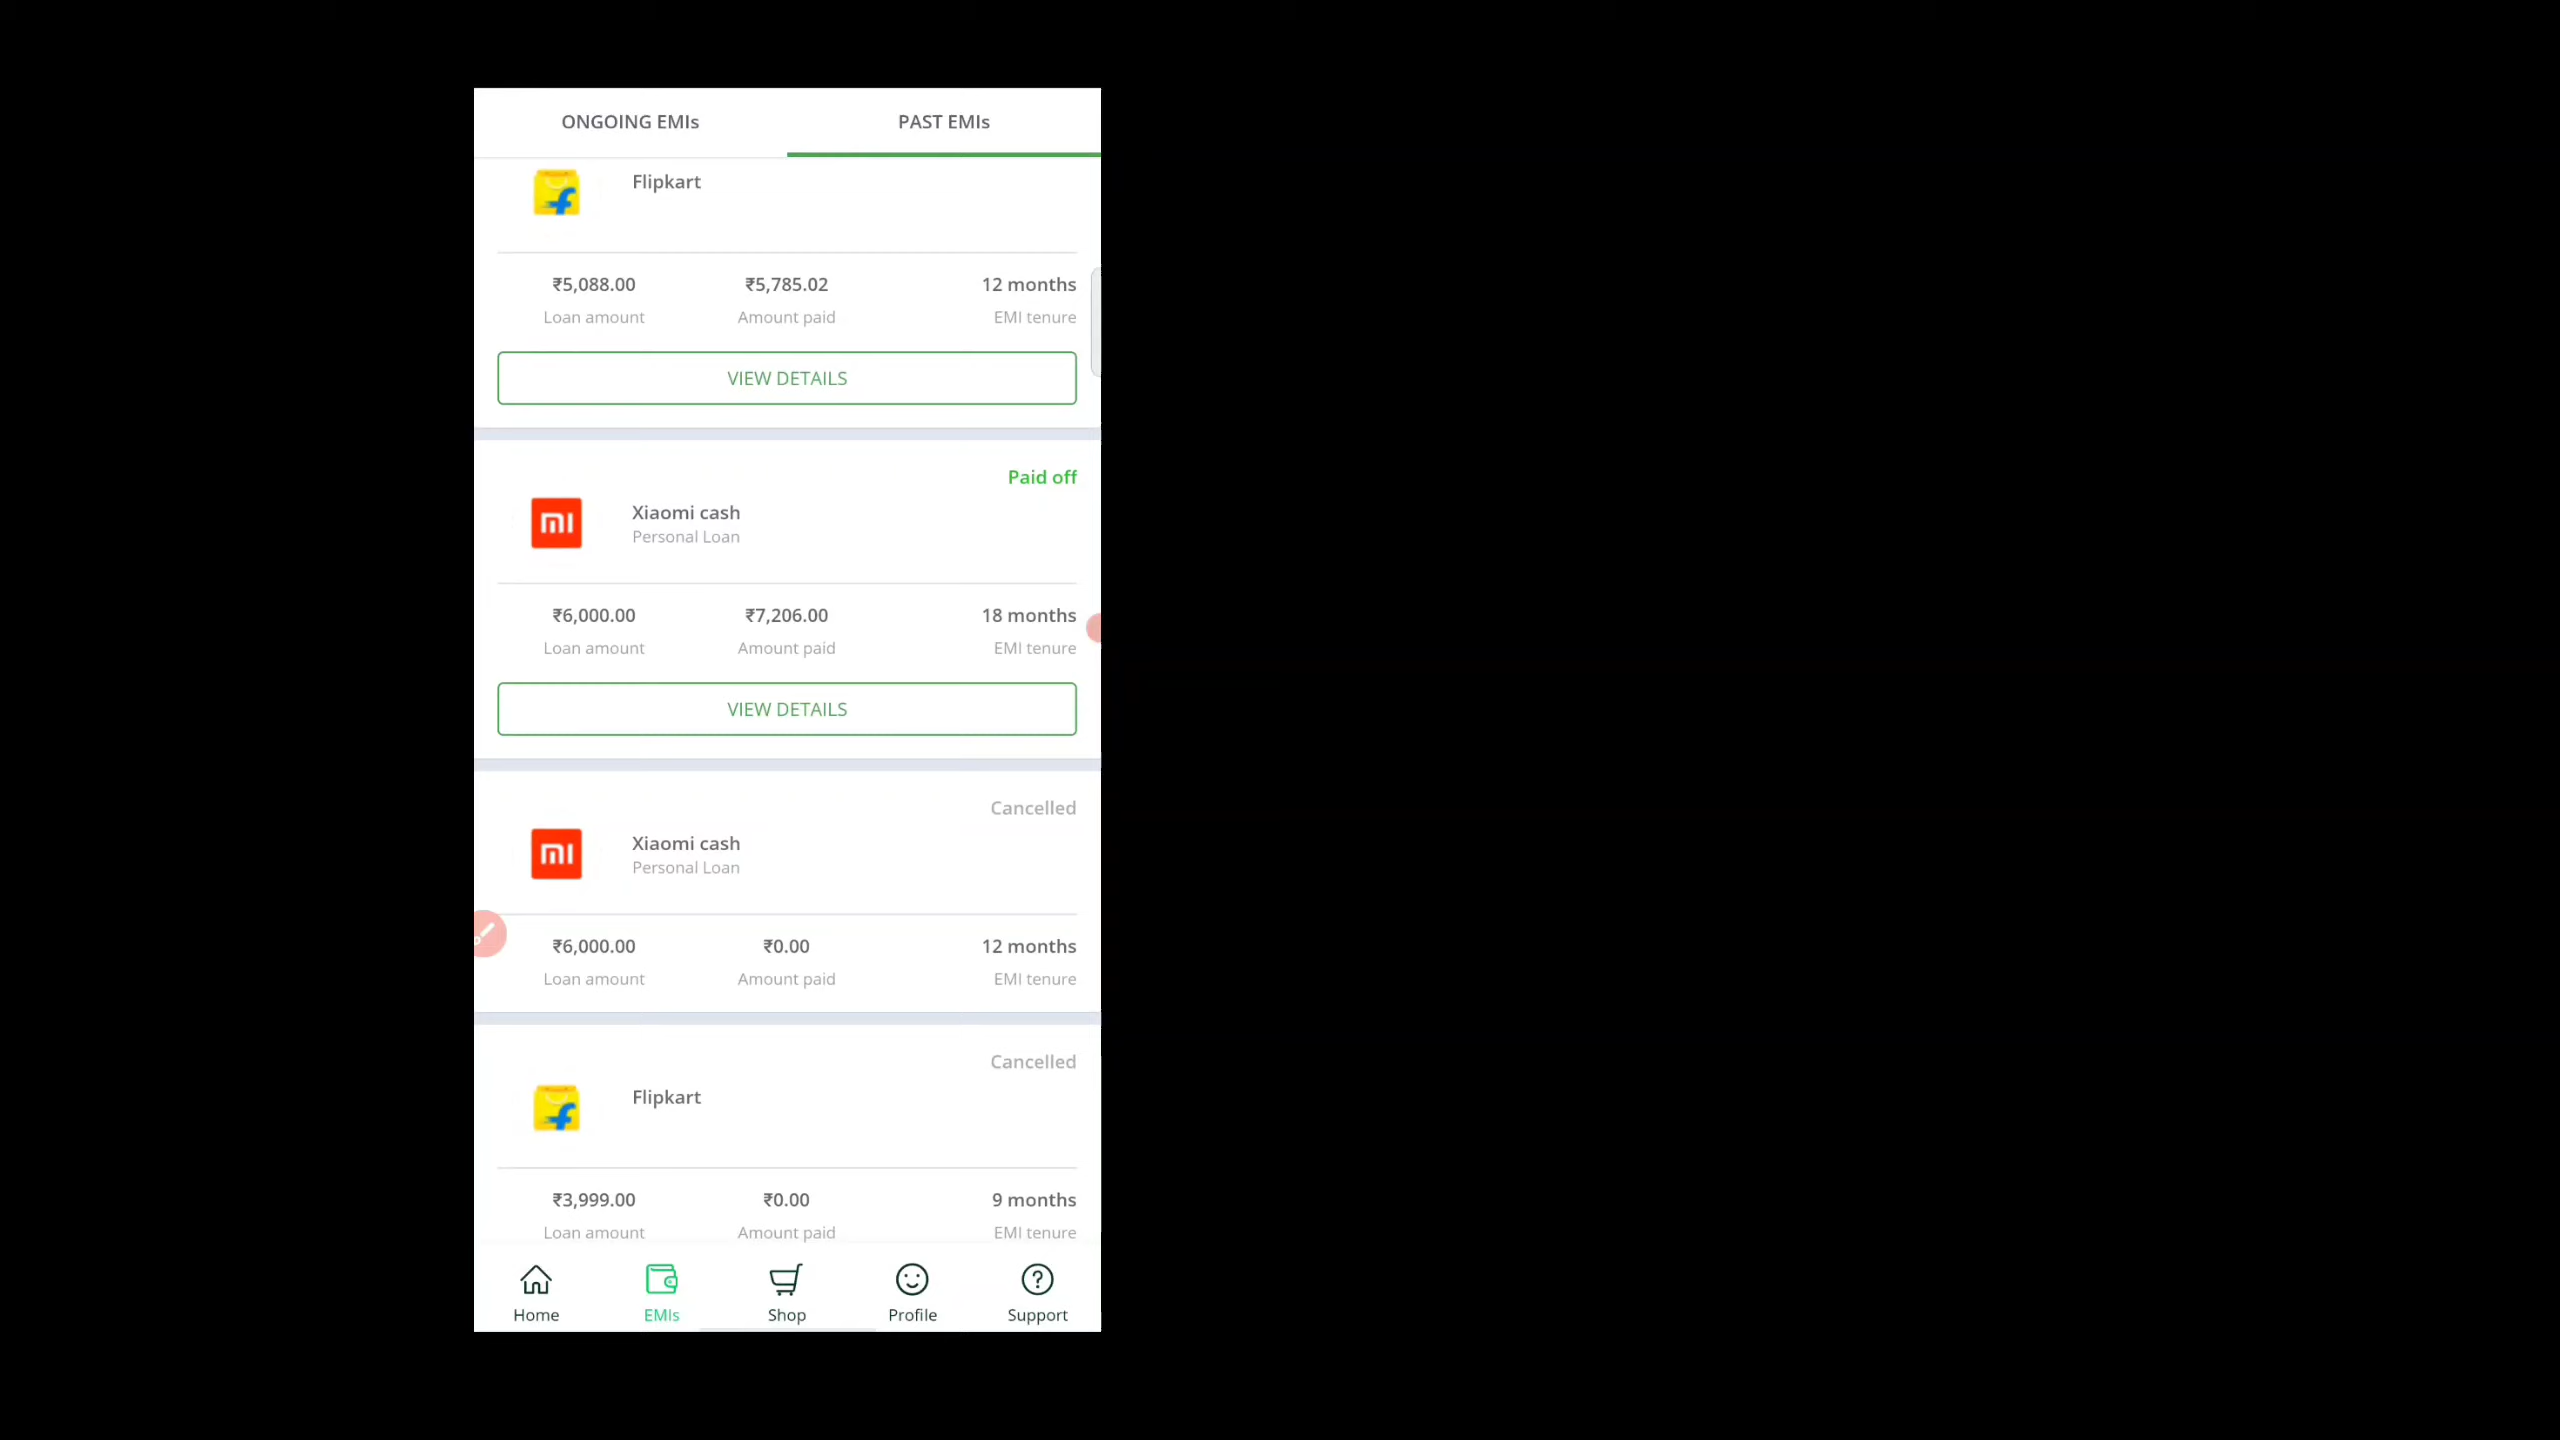 ONGOING EMIs PAST EMIs
Flipkart
₹5,088.00 ₹5,785.02 12 months
Loan amount Amount paid EMI tenure
VIEW DETAILS
Paid off
Xiaomi cash
Personal Loan
₹6,000.00 ₹7,206.00 18 months
Loan amount Amount paid EMI tenure
VIEW DETAILS
Cancelled
Xiaomi cash
Personal Loan
₹6,000.00 ₹0.00 12 months
Loan amount Amount paid EMI tenure
Cancelled
Flipkart
₹3,999.00 ₹0.00 9 months
Loan amount Amount paid EMI tenure
Home EMIs Shop Profile Support